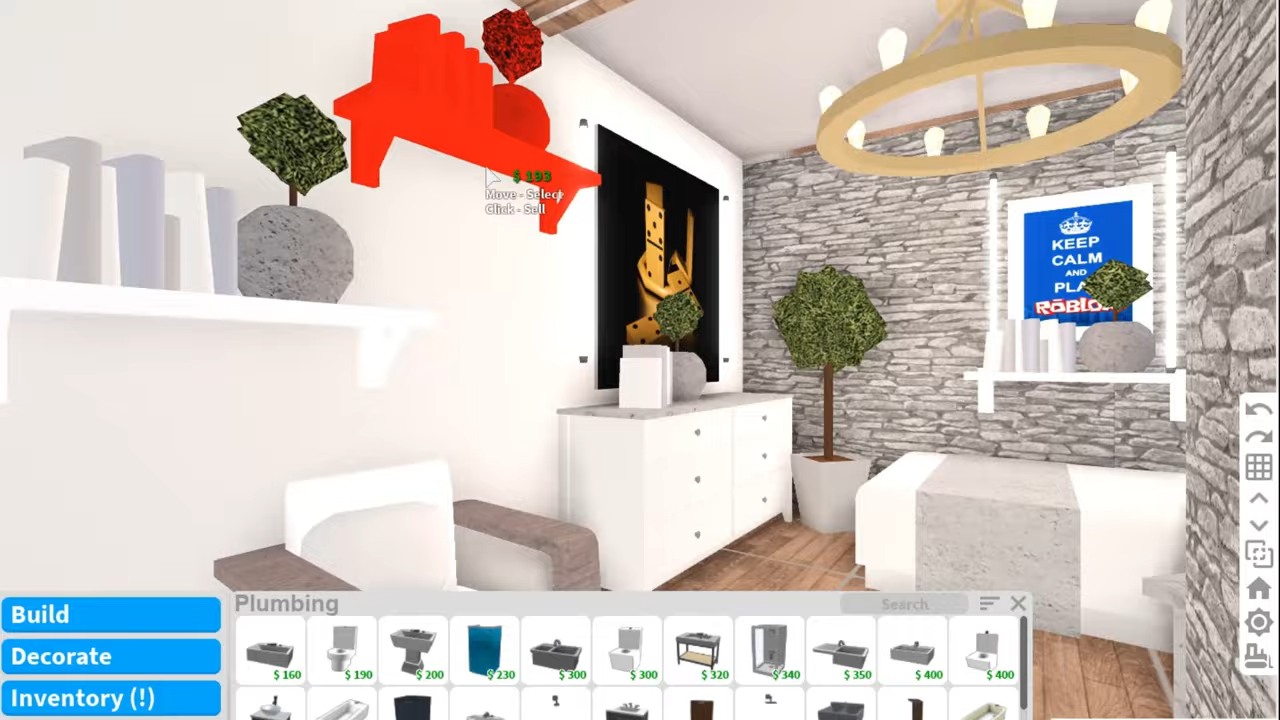 $ 193
Move - Select
Click - Sell
KEEP
CALM
AND
ROBLO
Build
Decorate
Inventory (!)
Plumbing
Search
$ 160
$ 190
$ 200
$ 230
$ 300
$ 300
$ 320
$ 340
$ 350
$ 400
$ 400